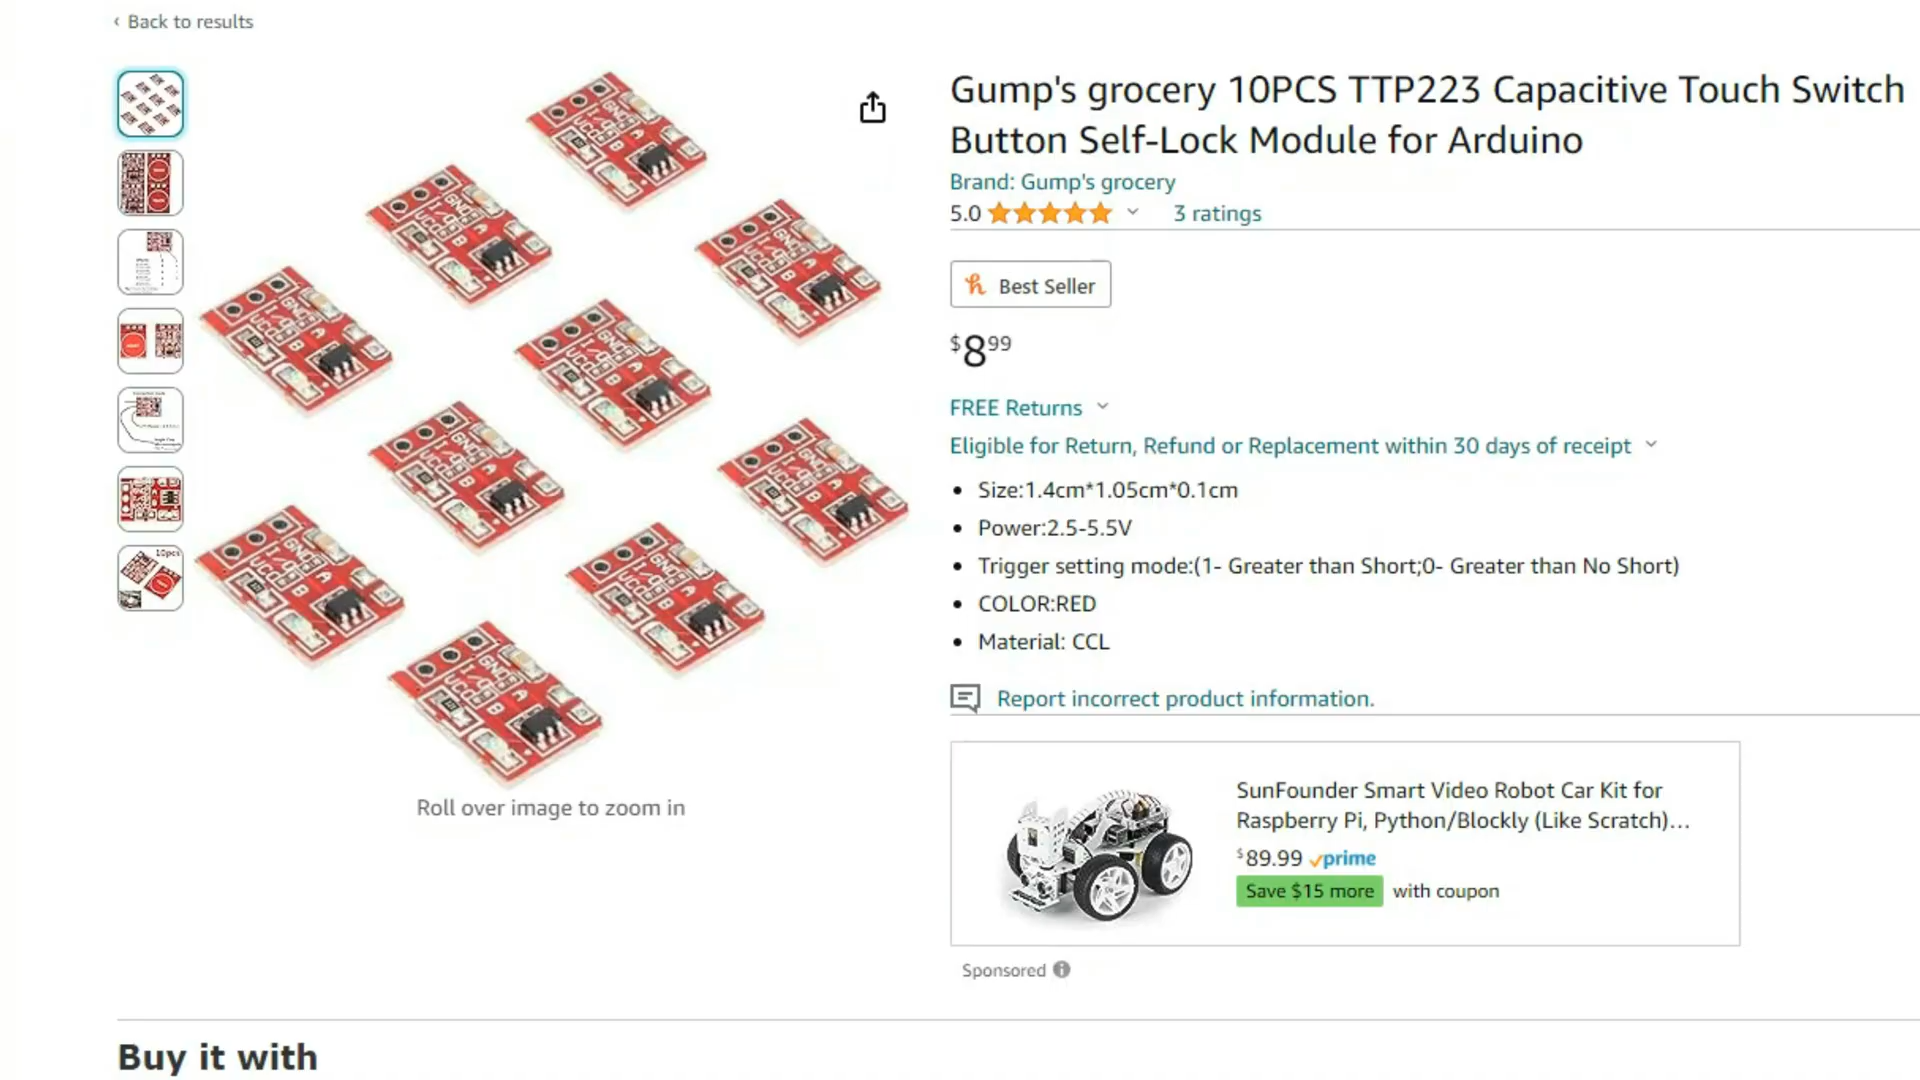 ‹ Back to results
Gump's grocery 10PCS TTP223 Capacitive Touch Switch
Button Self-Lock Module for Arduino
Brand: Gump's grocery
5.0 3 ratings
Best Seller
$8 99
FREE Returns
Eligible for Return, Refund or Replacement within 30 days of receipt
• Size:1.4cm*1.05cm*0.1cm
• Power:2.5-5.5V
• Trigger setting mode:(1- Greater than Short;0- Greater than No Short)
• COLOR:RED
• Material: CCL
Report incorrect product information.
Roll over image to zoom in
SunFounder Smart Video Robot Car Kit for
Raspberry Pi, Python/Blockly (Like Scratch)...
$89.99 prime
Save $15 more with coupon
Sponsored
Buy it with
10pcs
GND
I/O
VCC
A
B